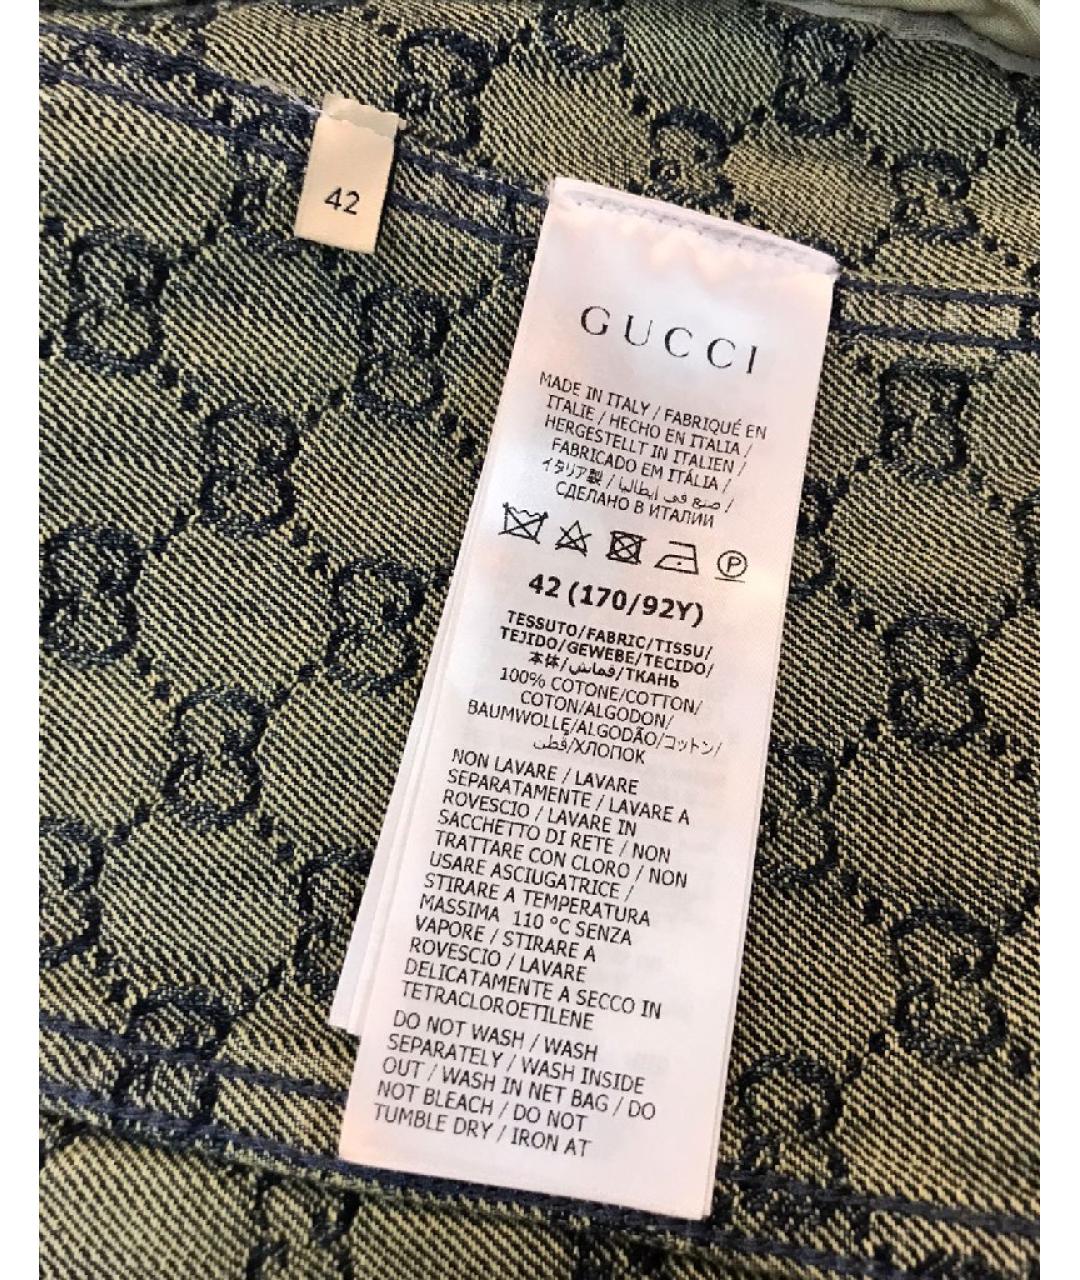 42
GUCCI
MADE IN ITALY / FABRIQUÉ EN
ITALIE / HECHO EN ITALIA /
HERGESTELLT IN ITALIEN /
FABRICADO EM ITÁLIA /
イタリア製 / صنع في ايطاليا /
СДЕЛАНО В ИТАЛИИ
P
42 (170/92Y)
TESSUTO/FABRIC/TISSU/
TEJIDO/GEWEBE/TECIDO/
本体/قماش/ТКАНЬ
100% COTONE/COTTON/
COTON/ALGODON/
BAUMWOLLE/ALGODÃO/コットン/
قطن/ХЛОПОК
NON LAVARE / LAVARE
SEPARATAMENTE / LAVARE A
ROVESCIO / LAVARE IN
SACCHETTO DI RETE / NON
TRATTARE CON CLORO / NON
USARE ASCIUGATRICE /
STIRARE A TEMPERATURA
MASSIMA 110 °C SENZA
VAPORE / STIRARE A
ROVESCIO / LAVARE
DELICATAMENTE A SECCO IN
TETRACLOROETILENE
DO NOT WASH / WASH
SEPARATELY / WASH INSIDE
OUT / WASH IN NET BAG / DO
NOT BLEACH / DO NOT
TUMBLE DRY / IRON AT